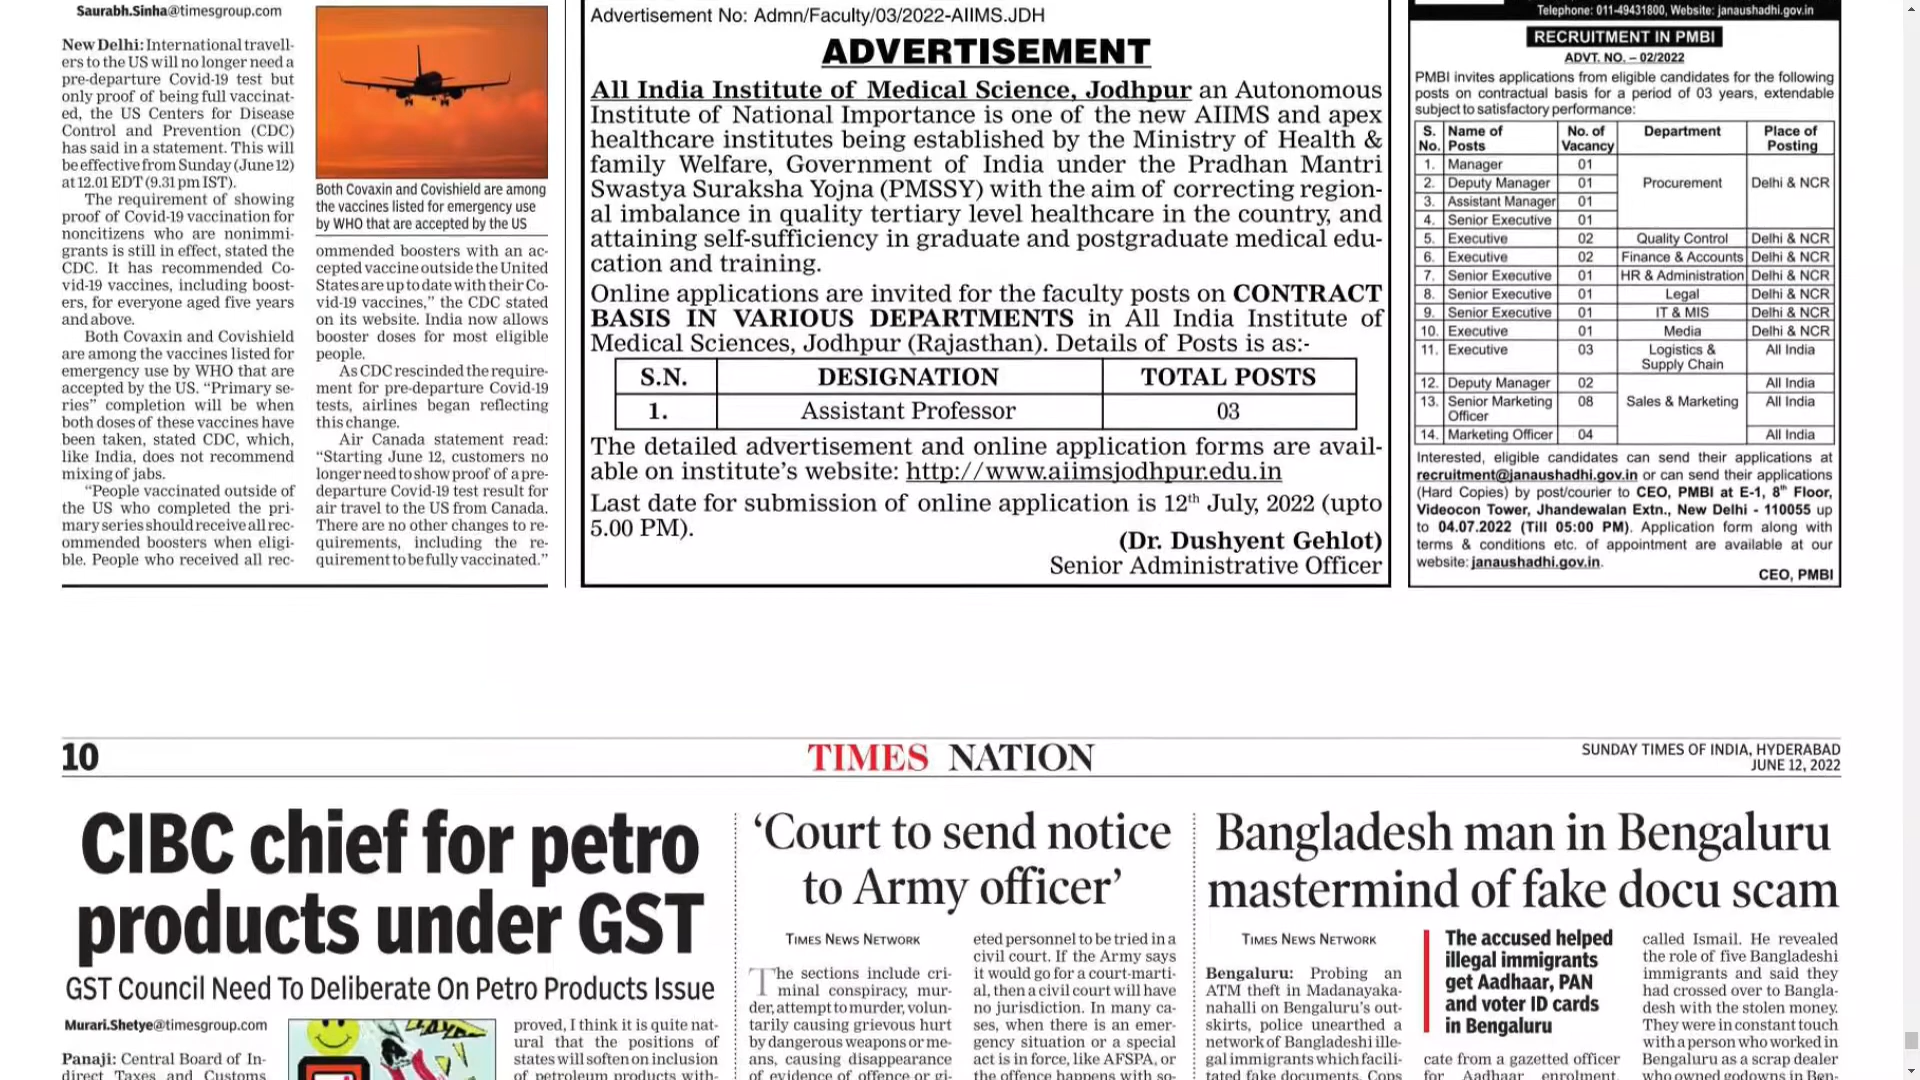 Saurabh.Sinha@timesgroup.com
New Delhi: International travell-
ers to the US will no longer need a
pre-departure Covid-19 test but
only proof of being full vaccinat-
ed, the US Centers for Disease
Control and Prevention (CDC)
has said in a statement. This will
be effective from Sunday (June 12)
at 12.01 EDT (9.31 pm IST).
The requirement of showing
proof of Covid-19 vaccination for
noncitizens who are nonimmi-
grants is still in effect, stated the
CDC. It has recommended Co-
vid-19 vaccines, including boost-
ers, for everyone aged five years
and above.
Both Covaxin and Covishield
are among the vaccines listed for
emergency use by WHO that are
accepted by the US. “Primary se-
ries” completion will be when
both doses of these vaccines have
been taken, stated CDC, which,
like India, does not recommend
mixing of jabs.
“People vaccinated outside of
the US who completed the pri-
mary series should receive all rec-
ommended boosters when eligi-
ble. People who received all rec-
Both Covaxin and Covishield are among
the vaccines listed for emergency use
by WHO that are accepted by the US
ommended boosters with an ac-
cepted vaccine outside the United
States are up to date with their Co-
vid-19 vaccines,” the CDC stated
on its website. India now allows
booster doses for most eligible
people.
As CDC rescinded the require-
ment for pre-departure Covid-19
tests, airlines began reflecting
this change.
Air Canada statement read:
“Starting June 12, customers no
longer need to show proof of a pre-
departure Covid-19 test result for
air travel to the US from Canada.
There are no other changes to re-
quirements, including the re-
quirement to be fully vaccinated.”
Advertisement No: Admn/Faculty/03/2022-AIIMS.JDH
ADVERTISEMENT
All India Institute of Medical Science, Jodhpur an Autonomous
Institute of National Importance is one of the new AIIMS and apex
healthcare institutes being established by the Ministry of Health &
family Welfare, Government of India under the Pradhan Mantri
Swastya Suraksha Yojna (PMSSY) with the aim of correcting region-
al imbalance in quality tertiary level healthcare in the country, and
attaining self-sufficiency in graduate and postgraduate medical edu-
cation and training.
Online applications are invited for the faculty posts on CONTRACT
BASIS IN VARIOUS DEPARTMENTS in All India Institute of
Medical Sciences, Jodhpur (Rajasthan). Details of Posts is as:-
S.N. DESIGNATION TOTAL POSTS
1. Assistant Professor 03
The detailed advertisement and online application forms are avail-
able on institute’s website: http://www.aiimsjodhpur.edu.in
Last date for submission of online application is 12th July, 2022 (upto
5.00 PM).
(Dr. Dushyent Gehlot)
Senior Administrative Officer
Telephone: 011-49431800, Website: janaushadhi.gov.in
RECRUITMENT IN PMBI
ADVT. NO. – 02/2022
PMBI invites applications from eligible candidates for the following
posts on contractual basis for a period of 03 years, extendable
subject to satisfactory performance:
S. No. Name of Posts No. of Vacancy Department Place of Posting
1. Manager 01
2. Deputy Manager 01 Procurement Delhi & NCR
3. Assistant Manager 01
4. Senior Executive 01
5. Executive 02 Quality Control Delhi & NCR
6. Executive 02 Finance & Accounts Delhi & NCR
7. Senior Executive 01 HR & Administration Delhi & NCR
8. Senior Executive 01 Legal Delhi & NCR
9. Senior Executive 01 IT & MIS Delhi & NCR
10. Executive 01 Media Delhi & NCR
11. Executive 03 Logistics & Supply Chain All India
12. Deputy Manager 02 All India
13. Senior Marketing Officer 08 Sales & Marketing All India
14. Marketing Officer 04 All India
Interested, eligible candidates can send their applications at
recruitment@janaushadhi.gov.in or can send their applications
(Hard Copies) by post/courier to CEO, PMBI at E-1, 8th Floor,
Videocon Tower, Jhandewalan Extn., New Delhi - 110055 up
to 04.07.2022 (Till 05:00 PM). Application form along with
terms & conditions etc. of appointment are available at our
website: janaushadhi.gov.in.
CEO, PMBI
10
TIMES NATION
SUNDAY TIMES OF INDIA, HYDERABAD
JUNE 12, 2022
CIBC chief for petro
products under GST
GST Council Need To Deliberate On Petro Products Issue
Murari.Shetye@timesgroup.com
Panaji: Central Board of In-
direct Taxes and Customs
proved, I think it is quite nat-
ural that the positions of
states will soften on inclusion
of petroleum products with-
‘Court to send notice
to Army officer’
TIMES NEWS NETWORK
The sections include cri-
minal conspiracy, mur-
der, attempt to murder, volun-
tarily causing grievous hurt
by dangerous weapons or me-
ans, causing disappearance
of evidence of offence or gi-
eted personnel to be tried in a
civil court. If the Army says
it would go for a court-marti-
al, then a civil court will have
no jurisdiction. In many ca-
ses, when there is an emer-
gency situation or a special
act is in force, like AFSPA, or
the offence happens with so-
Bangladesh man in Bengaluru
mastermind of fake docu scam
TIMES NEWS NETWORK
Bengaluru: Probing an
ATM theft in Madanayaka-
nahalli on Bengaluru’s out-
skirts, police unearthed a
network of Bangladeshi ille-
gal immigrants which facili-
tated fake documents. Cops
The accused helped
illegal immigrants
get Aadhaar, PAN
and voter ID cards
in Bengaluru
cate from a gazetted officer
for Aadhaar enrolment.
called Ismail. He revealed
the role of five Bangladeshi
immigrants and said they
had crossed over to Bangla-
desh with the stolen money.
They were in constant touch
with a person who worked in
Bengaluru as a scrap dealer
who owned godowns in Ben-